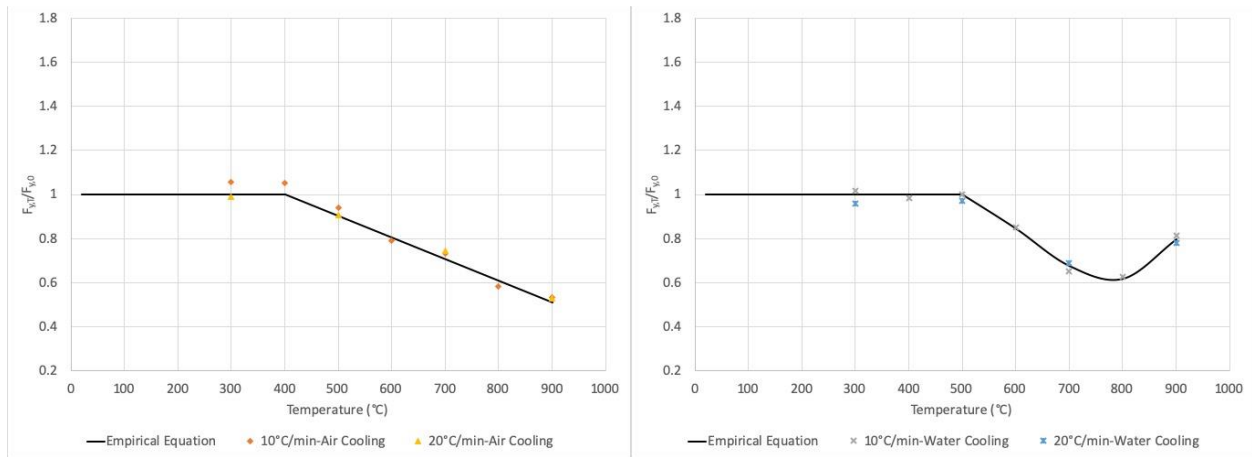 1.8
1.6
1.4
1.2
1
0.8
0.6
0.4
0.2
F_{y,T}/F_{y,0}
0 100 200 300 400 500 600 700 800 900 1000
Temperature (°C)
Empirical Equation 10°C/min-Air Cooling 20°C/min-Air Cooling
1.8
1.6
1.4
1.2
1
0.8
0.6
0.4
0.2
F_{y,T}/F_{y,0}
0 100 200 300 400 500 600 700 800 900 1000
Temperature (°C)
Empirical Equation 10°C/min-Water Cooling 20°C/min-Water Cooling